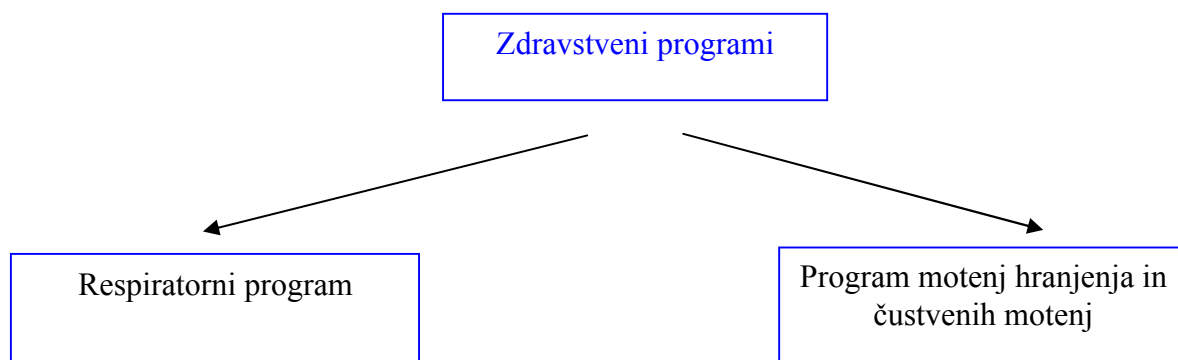 Zdravstveni programi
Respiratorni program
Program motenj hranjenja in
čustvenih motenj